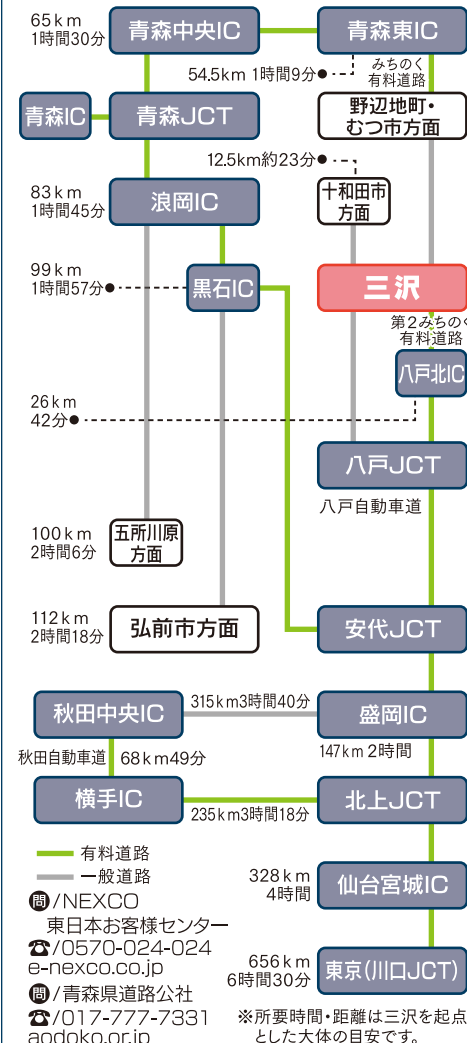 65km
1時間30分
青森中央IC
青森東IC
54.5km 1時間9分●
みちのく
有料道路
青森IC
青森JCT
野辺地町・
むつ市方面
12.5km約23分●
83km
1時間45分
浪岡IC
十和田市
方面
99km
1時間57分●
黒石IC
三沢
第2みちのく
有料道路
八戸北IC
26km
42分●
八戸JCT
八戸自動車道
100km
2時間6分
五所川原
方面
112km
2時間18分
弘前市方面
安代JCT
秋田中央IC
315km3時間40分
盛岡IC
秋田自動車道
68km49分
147km 2時間
横手IC
235km3時間18分
北上JCT
有料道路
一般道路
328km
4時間
仙台宮城IC
問/NEXCO
東日本お客様センター
☎/0570-024-024
e-nexco.co.jp
656km
6時間30分
東京(川口JCT)
問/青森県道路公社
☎/017-777-7331
aodoko.or.jp
※所要時間・距離は三沢を起点
とした大体の目安です。